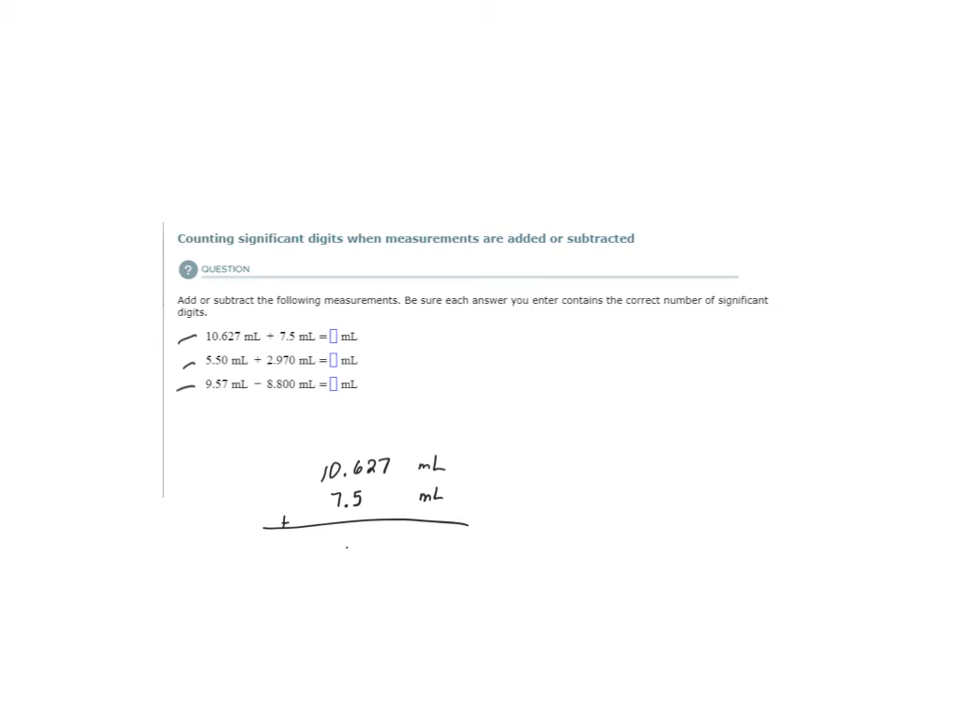 Counting significant digits when measurements are added or subtracted
? QUESTION
Add or subtract the following measurements. Be sure each answer you enter contains the correct number of significant
digits.
10.627 mL + 7.5 mL = mL
5.50 mL + 2.970 mL = mL
9.57 mL − 8.800 mL = mL
10.627 mL
7.5 mL
+
.